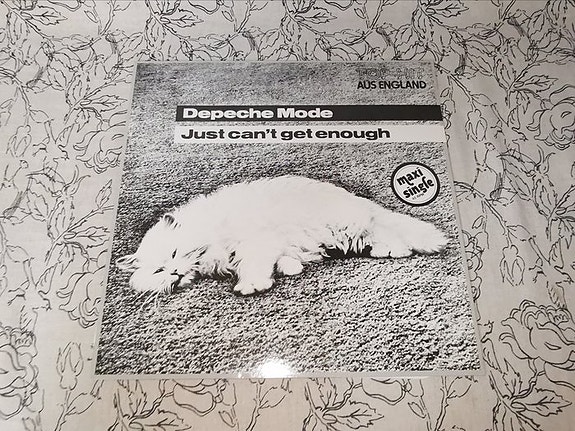 AUS ENGLAND
Depeche Mode
Just can't get enough
maxi
single